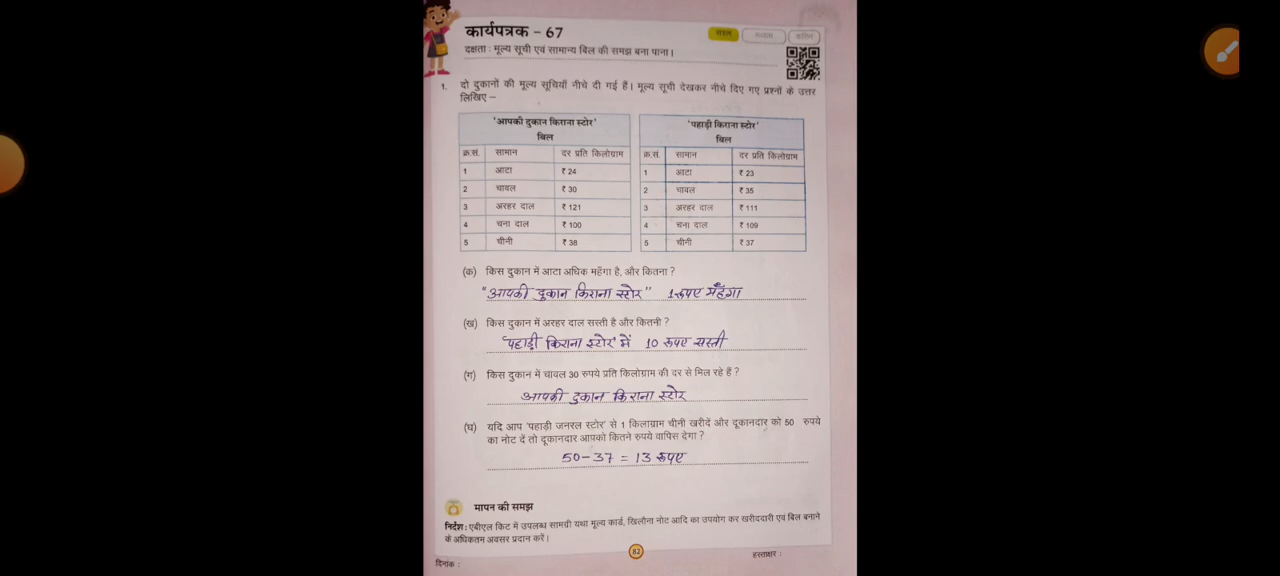 कार्यपत्रक - 67
सरल
दक्षता : मूल्य सूची एवं सामान्य बिल की समझ बना पाना।
1. दो दुकानों की मूल्य सूचियाँ नीचे दी गई हैं। मूल्य सूची देखकर नीचे दिए गए प्रश्नों के उत्तर
लिखिए –
'आपकी दुकान किराना स्टोर'
बिल
क्र.सं. सामान दर प्रति किलोग्राम
1 आटा ₹ 24
2 चावल ₹ 30
3 अरहर दाल ₹ 121
4 चना दाल ₹ 100
5 चीनी ₹ 38
'पहाड़ी किराना स्टोर'
बिल
क्र.सं. सामान दर प्रति किलोग्राम
1 आटा ₹ 23
2 चावल ₹ 35
3 अरहर दाल ₹ 111
4 चना दाल ₹ 109
5 चीनी ₹ 37
(क) किस दुकान में आटा अधिक महँगा है, और कितना ?
"आपकी दुकान किराना स्टोर" 1 रूपए मँहगा
(ख) किस दुकान में अरहर दाल सस्ती है और कितनी ?
'पहाड़ी किराना स्टोर' में 10 रूपए सस्ती
(ग) किस दुकान में चावल 30 रुपये प्रति किलोग्राम की दर से मिल रहे हैं ?
आपकी दुकान किराना स्टोर
(घ) यदि आप 'पहाड़ी जनरल स्टोर' से 1 किलाग्राम चीनी खरीदें और दूकानदार को 50 रुपये
का नोट दें तो दूकानदार आपको कितने रुपये वापिस देगा ?
50-37 = 13 रूपए
मापन की समझ
निर्देश: एबीएल किट में उपलब्ध सामग्री यथा मूल्य कार्ड, खिलौना नोट आदि का उपयोग कर खरीददारी एवं बिल बनाने
के अधिकतम अवसर प्रदान करें।
82
दिनांक :
हस्ताक्षर :